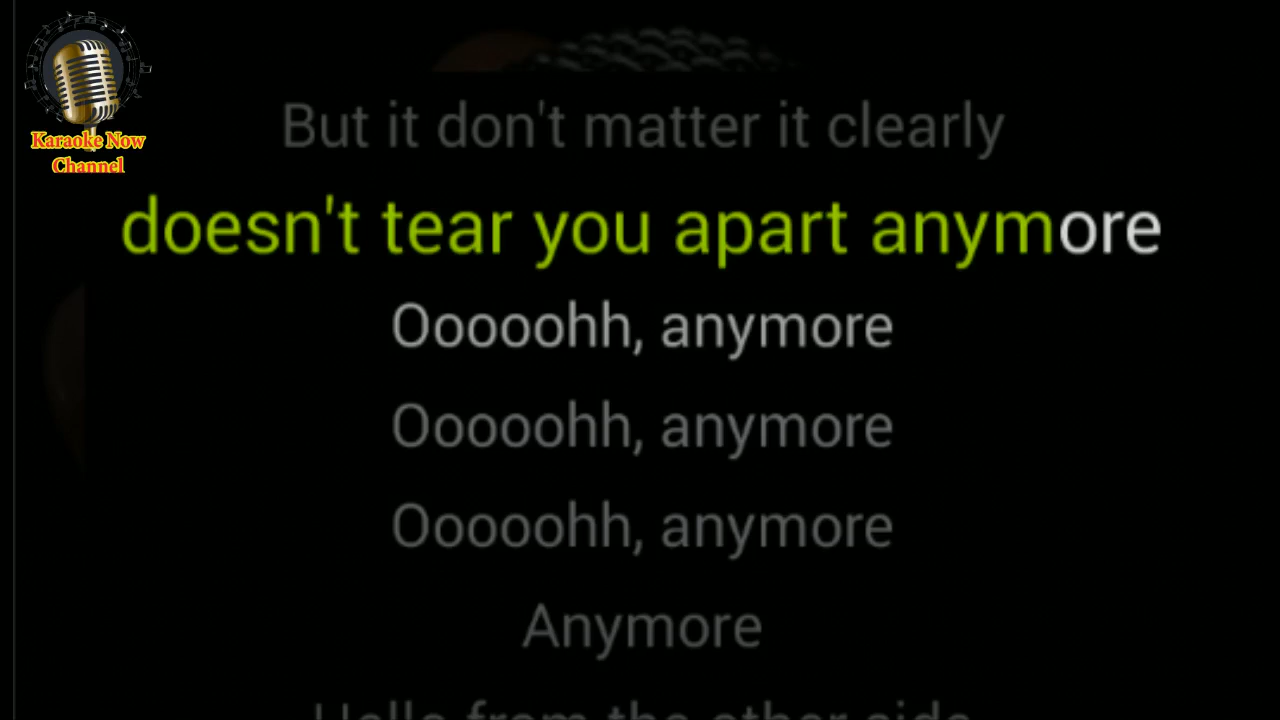 Karaoke Now
Channel
But it don't matter it clearly
doesn't tear you apart anymore
Ooooohh, anymore
Ooooohh, anymore
Ooooohh, anymore
Anymore
Hello from the other side